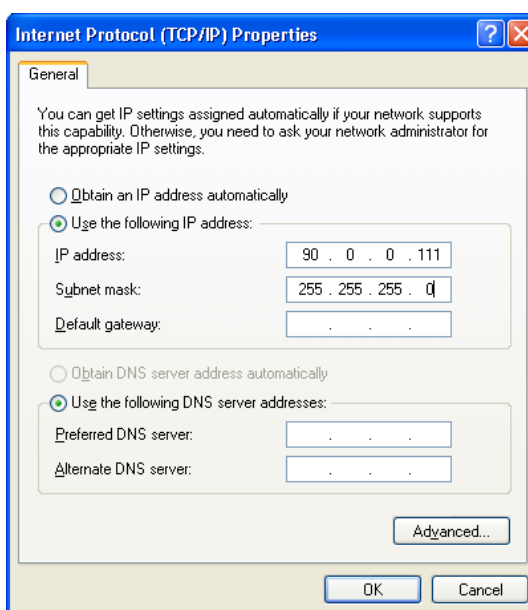 Internet Protocol (TCP/IP) Properties
General
You can get IP settings assigned automatically if your network supports
this capability. Otherwise, you need to ask your network administrator for
the appropriate IP settings.
Obtain an IP address automatically
Use the following IP address:
IP address: 90 . 0 . 0 . 111
Subnet mask: 255 . 255 . 255 . 0
Default gateway: . . .
Obtain DNS server address automatically
Use the following DNS server addresses:
Preferred DNS server: . . .
Alternate DNS server: . . .
Advanced...
OK Cancel